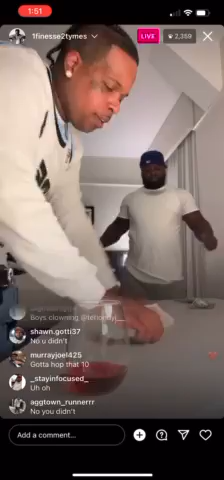 1:51
1finesse2tymes
LIVE
2,359
Boys clowning
shawn.gotti37
No u didn't
murrayjoel425
Gotta hop that 10
_stayinfocused_
Uh oh
aggtown_runnerrr
No you didn't
Add a comment...